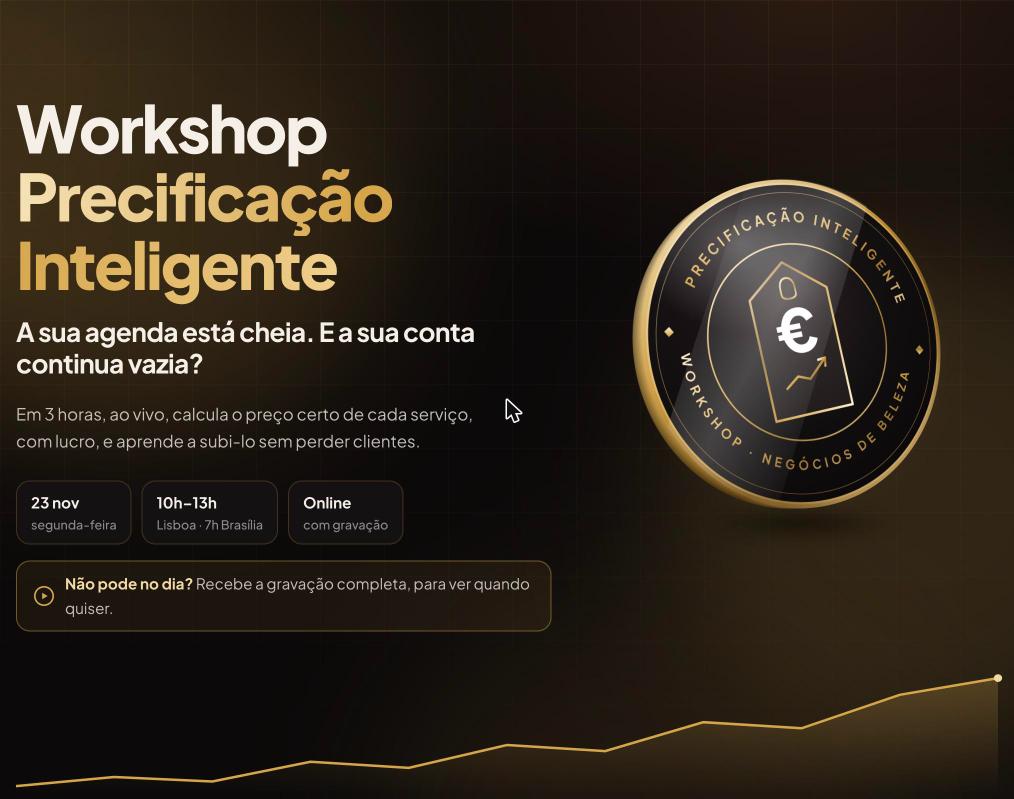 Workshop
Precificação
Inteligente
A sua agenda está cheia. E a sua conta
continua vazia?
Em 3 horas, ao vivo, calcula o preço certo de cada serviço,
com lucro, e aprende a subi-lo sem perder clientes.
23 nov
segunda-feira
10h–13h
Lisboa · 7h Brasília
Online
com gravação
Não pode no dia? Recebe a gravação completa, para ver quando
quiser.
PRECIFICAÇÃO INTELIGENTE
€
WORKSHOP · NEGÓCIOS DE BELEZA